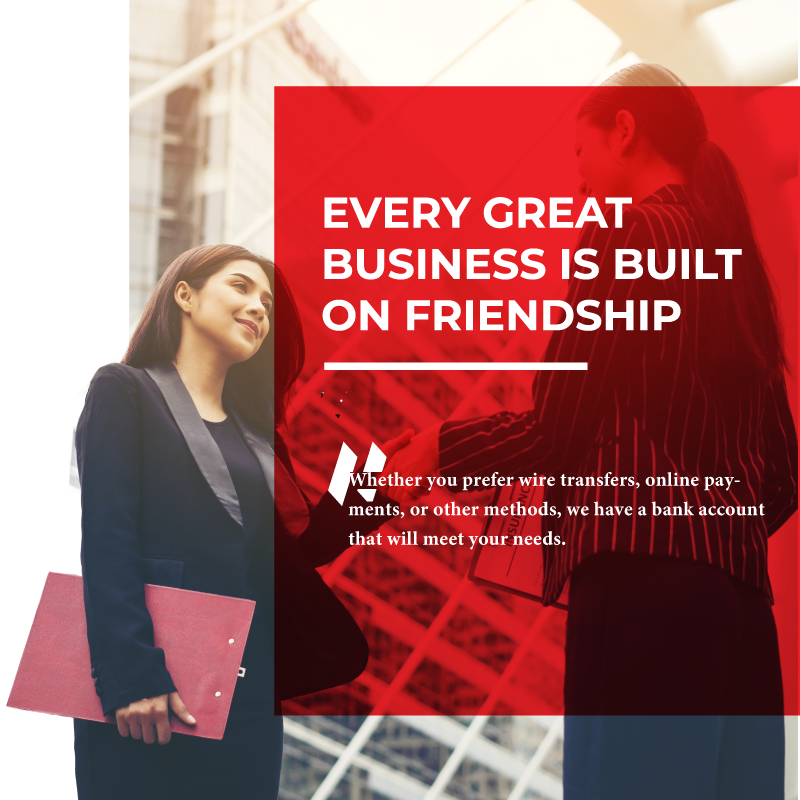 EVERY GREAT
BUSINESS IS BUILT
ON FRIENDSHIP
Whether you prefer wire transfers, online pay-
ments, or other methods, we have a bank account
that will meet your needs.